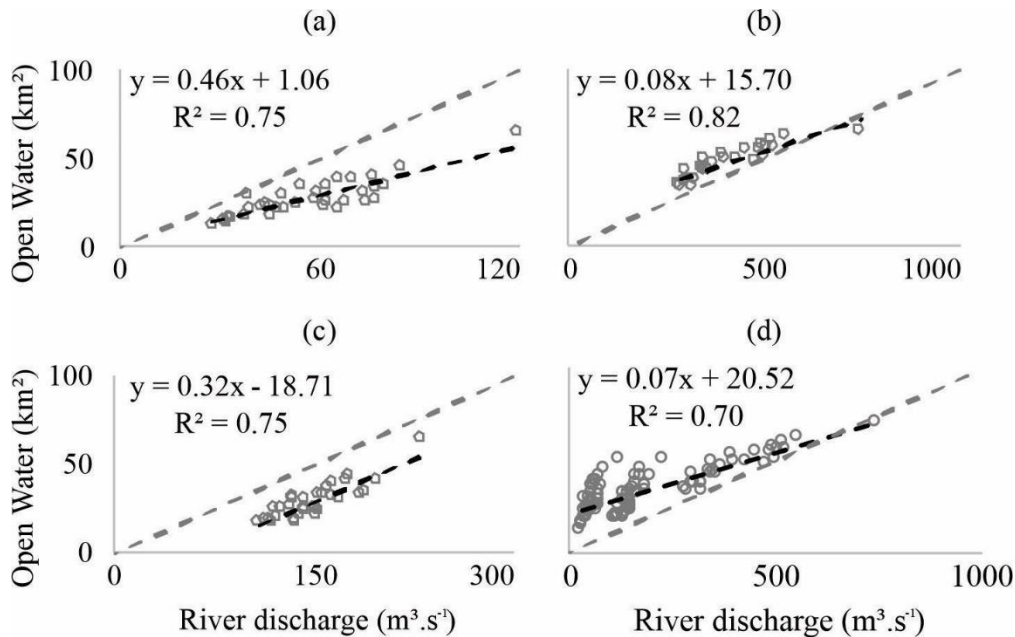 (a)
y = 0.46x + 1.06
R² = 0.75
Open Water (km²)
100
50
0
0
60
120
(b)
y = 0.08x + 15.70
R² = 0.82
0
500
1000
(c)
y = 0.32x - 18.71
R² = 0.75
Open Water (km²)
100
50
0
0
150
300
River discharge (m³.s⁻¹)
(d)
y = 0.07x + 20.52
R² = 0.70
0
500
1000
River discharge (m³.s⁻¹)